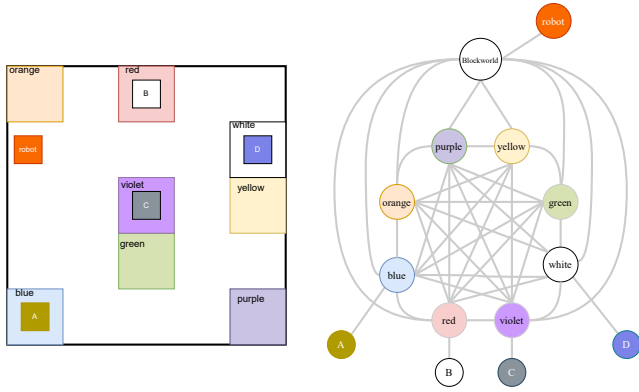 orange
red
B
robot
white
D
violet
C
yellow
green
blue
A
purple
robot
Blockworld
purple
yellow
orange
green
blue
white
red
violet
A
B
C
D